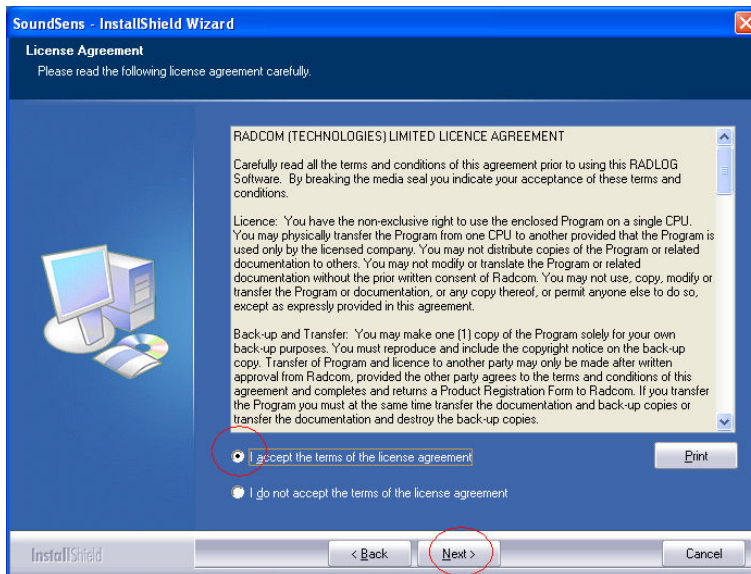 SoundSens - InstallShield Wizard
License Agreement
Please read the following license agreement carefully.
RADCOM (TECHNOLOGIES) LIMITED LICENCE AGREEMENT
Carefully read all the terms and conditions of this agreement prior to using this RADLOG
Software. By breaking the media seal you indicate your acceptance of these terms and
conditions.
Licence: You have the non-exclusive right to use the enclosed Program on a single CPU.
You may physically transfer the Program from one CPU to another provided that the Program is
used only by the licensed company. You may not distribute copies of the Program or related
documentation to others. You may not modify or translate the Program or related
documentation without the prior written consent of Radcom. You may not use, copy, modify or
transfer the Program or documentation, or any copy thereof, or permit anyone else to do so,
except as expressly provided in this agreement.
Back-up and Transfer: You may make one (1) copy of the Program solely for your own
back-up purposes. You must reproduce and include the copyright notice on the back-up
copy. Transfer of Program and licence to another party may only be made after written
approval from Radcom, provided the other party agrees to the terms and conditions of this
agreement and completes and returns a Product Registration Form to Radcom. If you transfer
the Program you must at the same time transfer the documentation and back-up copies or
transfer the documentation and destroy the back-up copies.
I accept the terms of the license agreement
Print
I do not accept the terms of the license agreement
InstallShield
< Back
Next >
Cancel